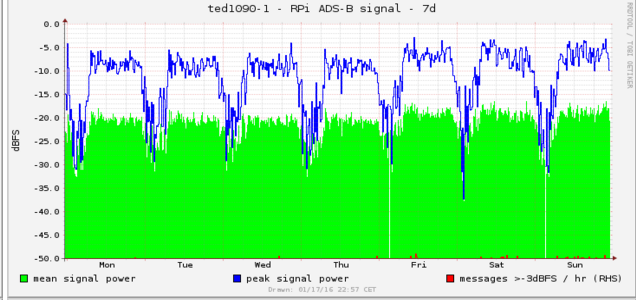 ted1090-1 - RPi ADS-B signal - 7d
RRDTOOL / TOBI OETIKER
dBFS
0.0
-5.0
-10.0
-15.0
-20.0
-25.0
-30.0
-35.0
-40.0
-45.0
-50.0
Mon Tue Wed Thu Fri Sat Sun
mean signal power peak signal power messages >-3dBFS / hr (RHS)
Drawn: 01/17/16 22:57 CET